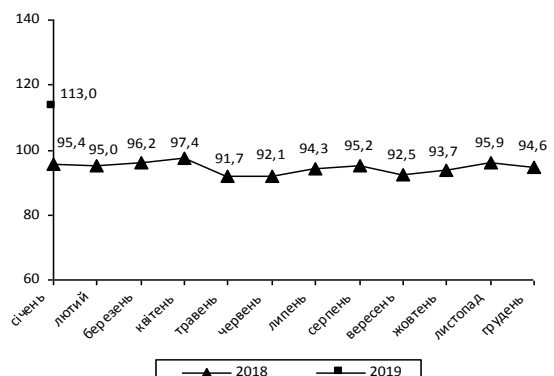 140
120
100
80
60
113,0
95,4
95,0
96,2
97,4
91,7
92,1
94,3
95,2
92,5
93,7
95,9
94,6
січень
лютий
березень
квітень
травень
червень
липень
серпень
вересень
жовтень
листопад
грудень
2018
2019